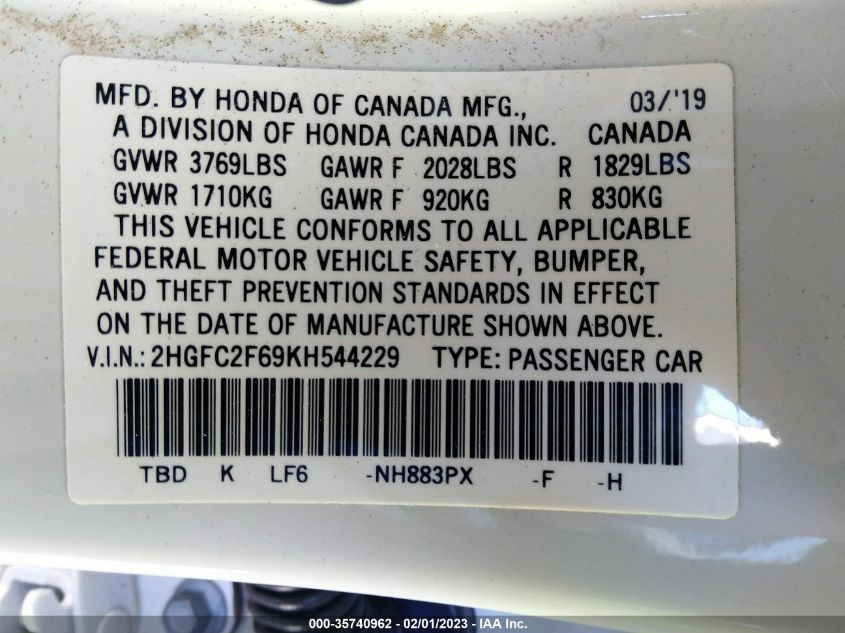 MFD. BY HONDA OF CANADA MFG., 03/'19
A DIVISION OF HONDA CANADA INC. CANADA
GVWR 3769LBS GAWR F 2028LBS R 1829LBS
GVWR 1710KG GAWR F 920KG R 830KG
THIS VEHICLE CONFORMS TO ALL APPLICABLE
FEDERAL MOTOR VEHICLE SAFETY, BUMPER,
AND THEFT PREVENTION STANDARDS IN EFFECT
ON THE DATE OF MANUFACTURE SHOWN ABOVE.
V.I.N.: 2HGFC2F69KH544229 TYPE: PASSENGER CAR
TBD K LF6 -NH883PX -F -H
000-35740962 - 02/01/2023 - IAA Inc.